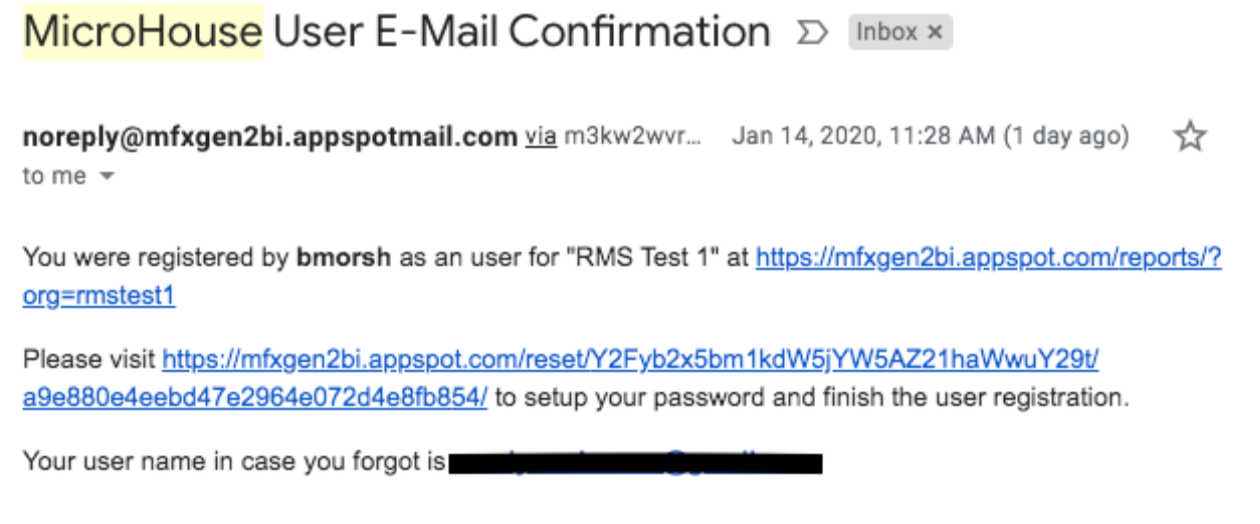 MicroHouse User E-Mail Confirmation Inbox ×
noreply@mfxgen2bi.appspotmail.com via m3kw2wvr... Jan 14, 2020, 11:28 AM (1 day ago)
to me
You were registered by bmorsh as an user for "RMS Test 1" at https://mfxgen2bi.appspot.com/reports/?
org=rmstest1
Please visit https://mfxgen2bi.appspot.com/reset/Y2Fyb2x5bm1kdW5jYW5AZ21haWwuY29t/
a9e880e4eebd47e2964e072d4e8fb854/ to setup your password and finish the user registration.
Your user name in case you forgot is